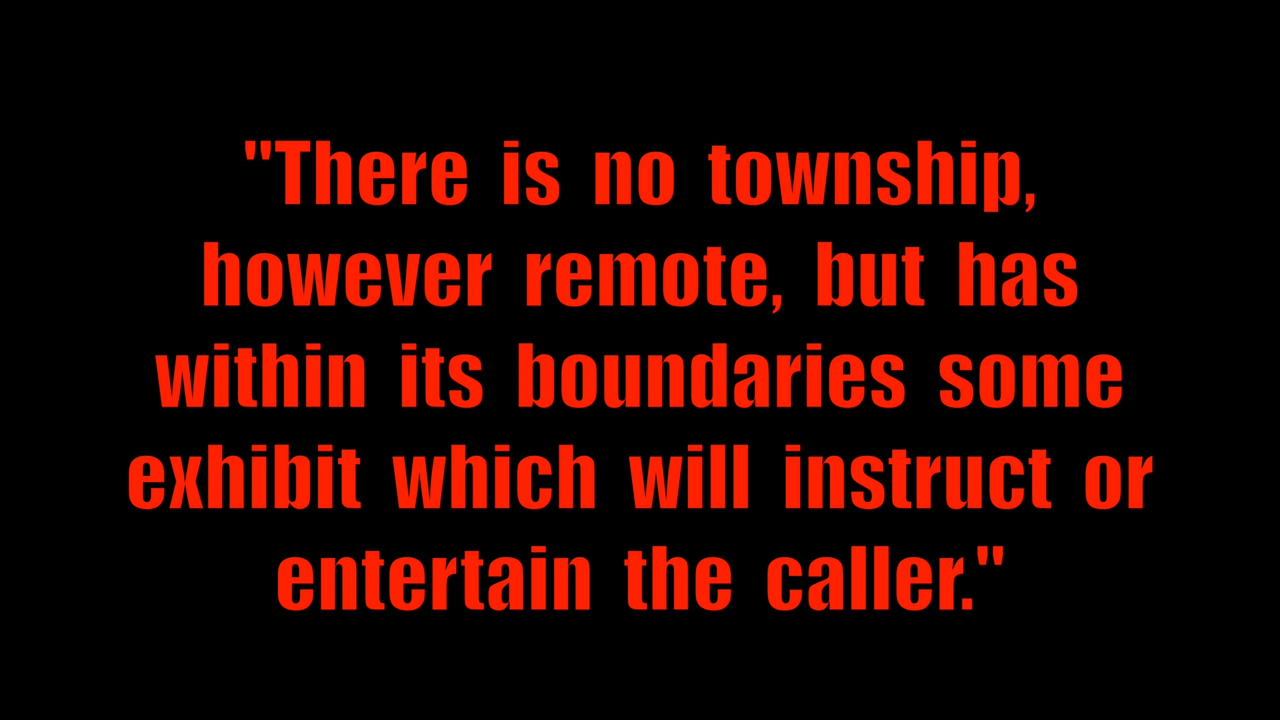 "There is no township,
however remote, but has
within its boundaries some
exhibit which will instruct or
entertain the caller."